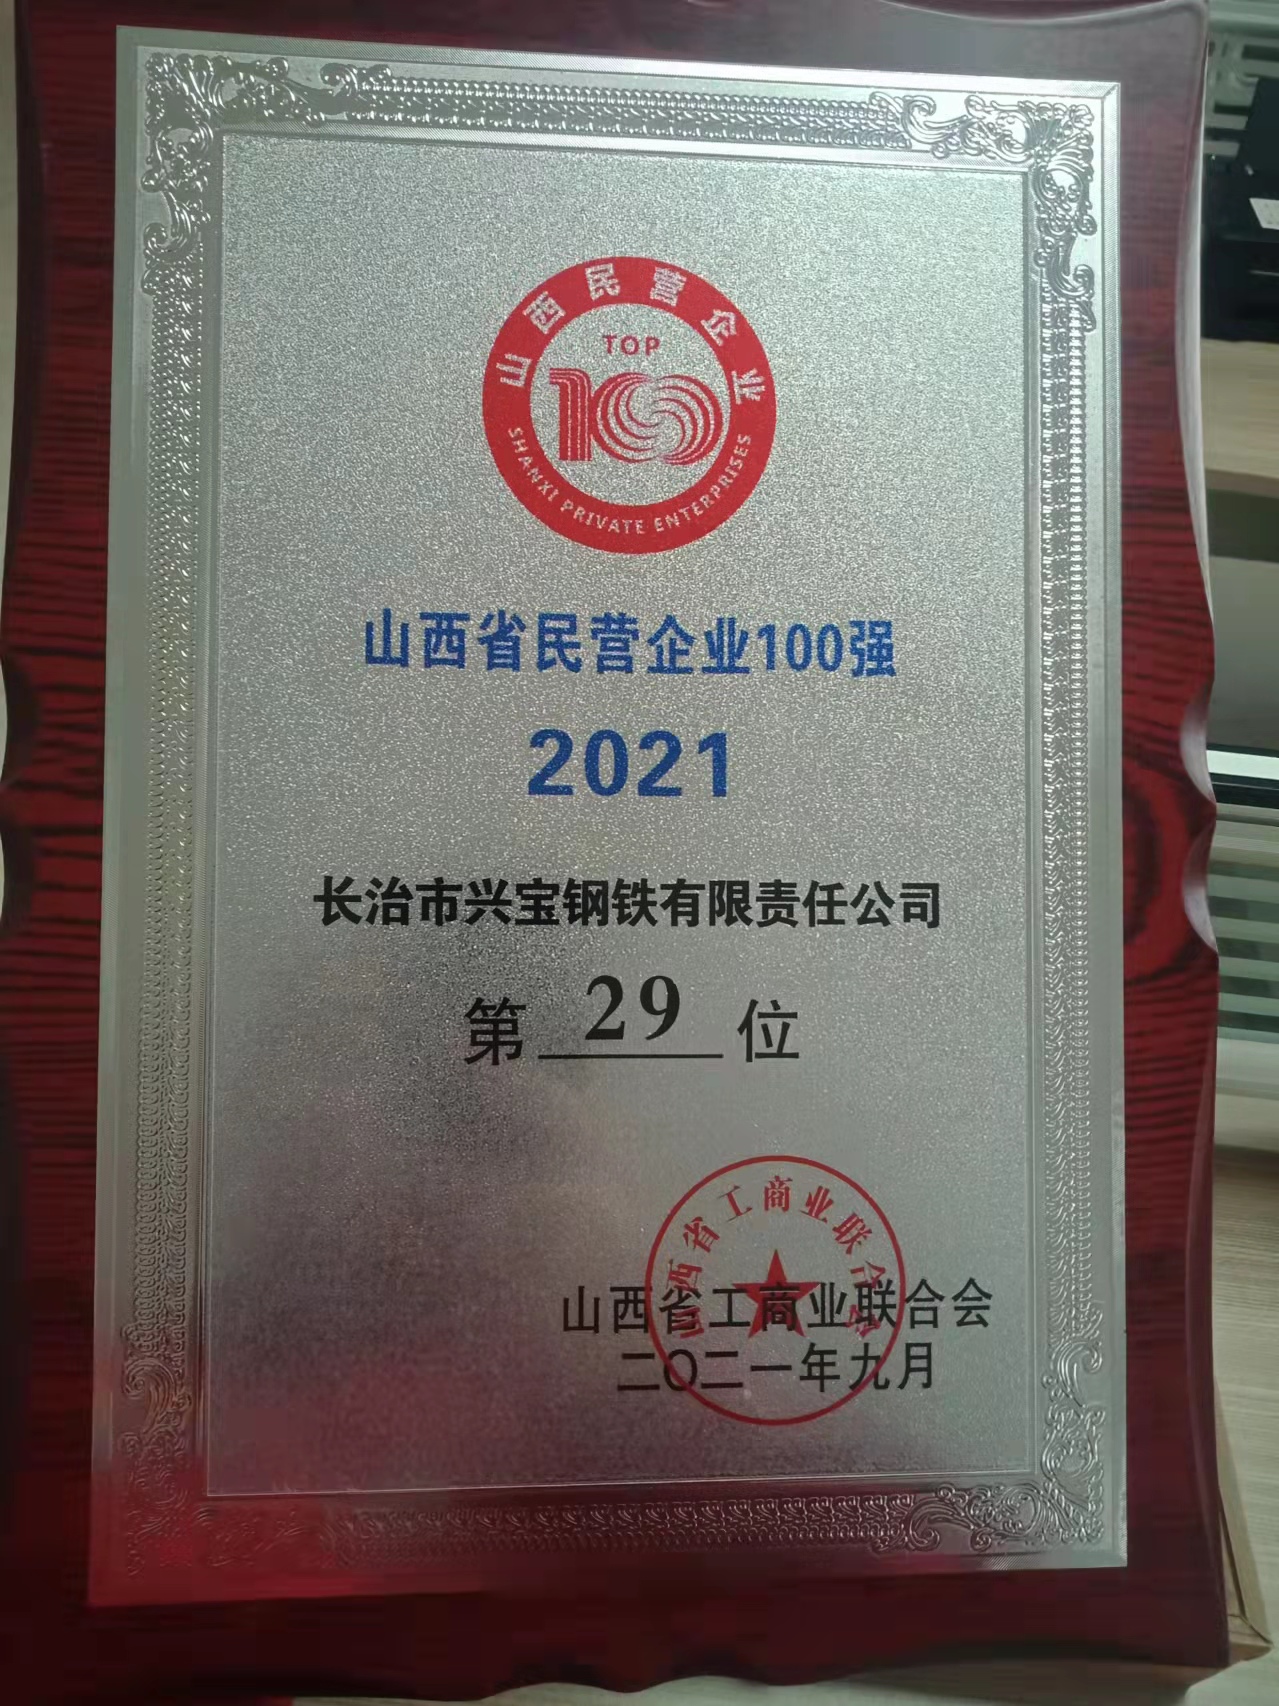 山西民营企业
TOP
100
SHANXI PRIVATE ENTERPRISES
山西省民营企业100强
2021
长治市兴宝钢铁有限责任公司
第 29 位
山西省工商业联合会
山西省工商业联合会
二〇二一年九月